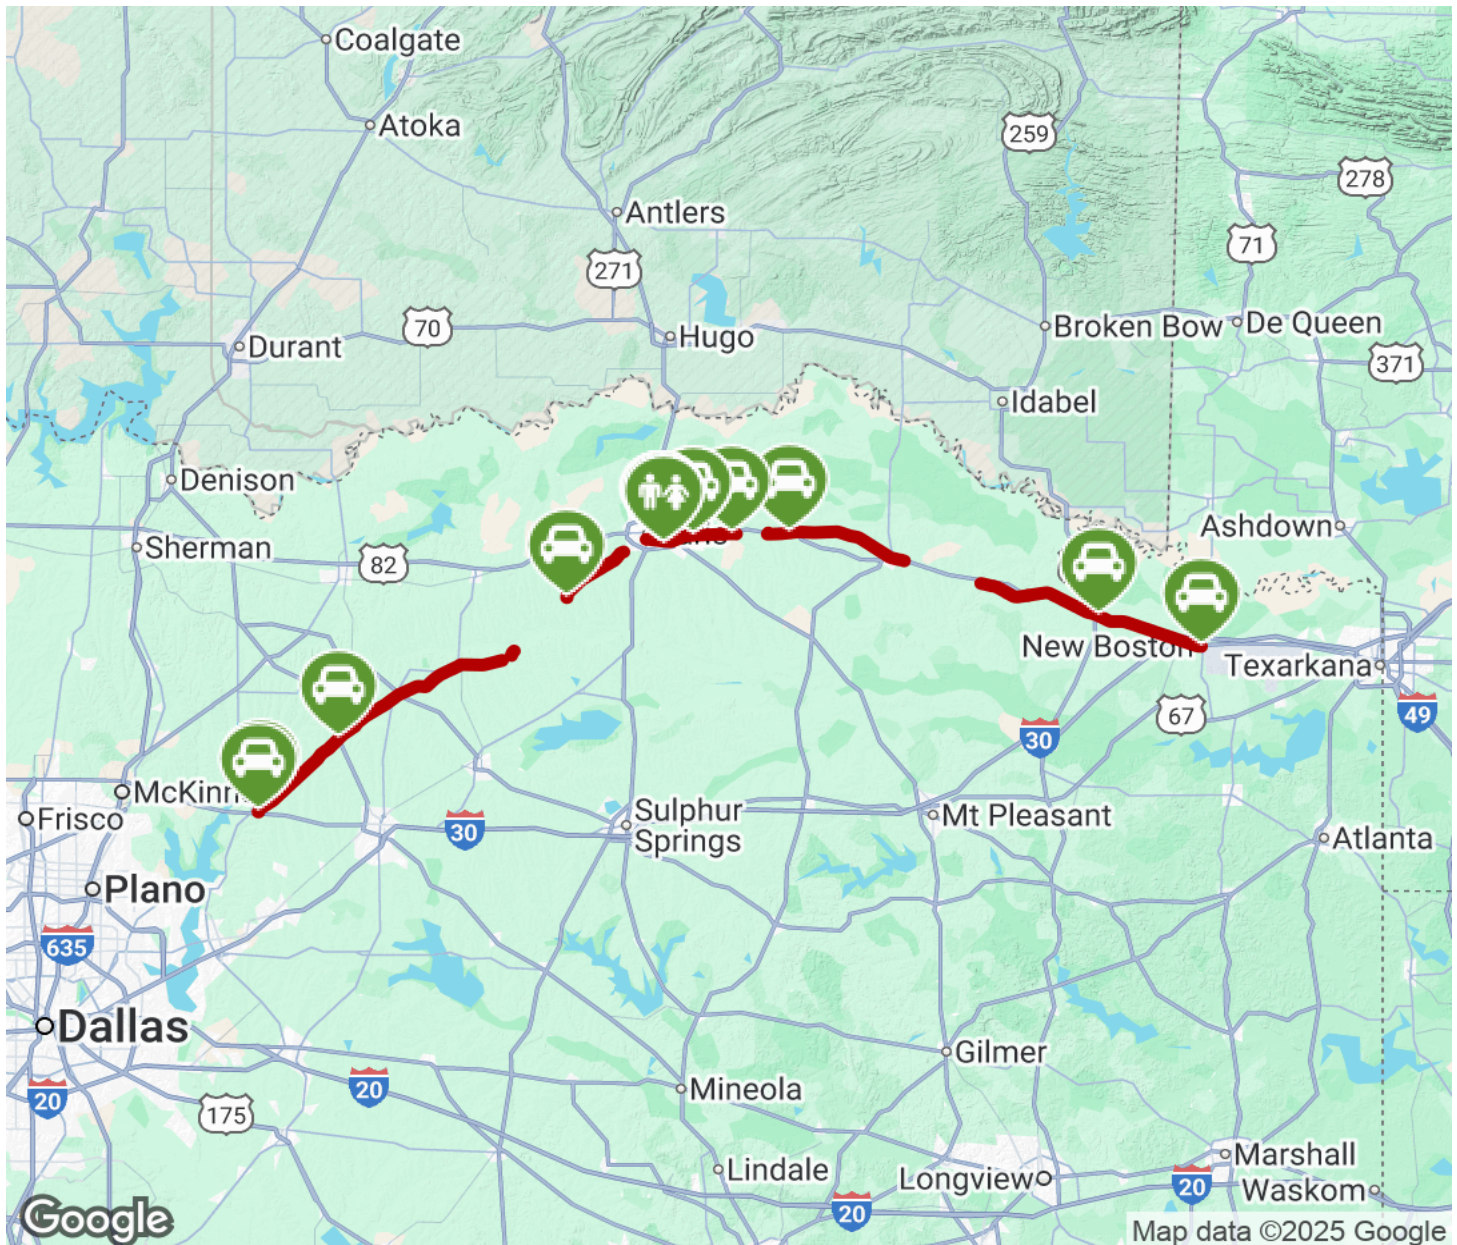 Coalgate
Atoka
259
278
Antlers
71
271
70
Hugo
Broken Bow
De Queen
Durant
371
Idabel
Denison
Ashdown
Sherman
82
New Boston
Texarkana
67
49
30
McKinn
Frisco
Sulphur
Springs
Mt Pleasant
30
Atlanta
Plano
635
Dallas
Gilmer
20
20
175
Mineola
Lindale
Longview
Marshall
20
Waskom
20
Google
Map data ©2025 Google